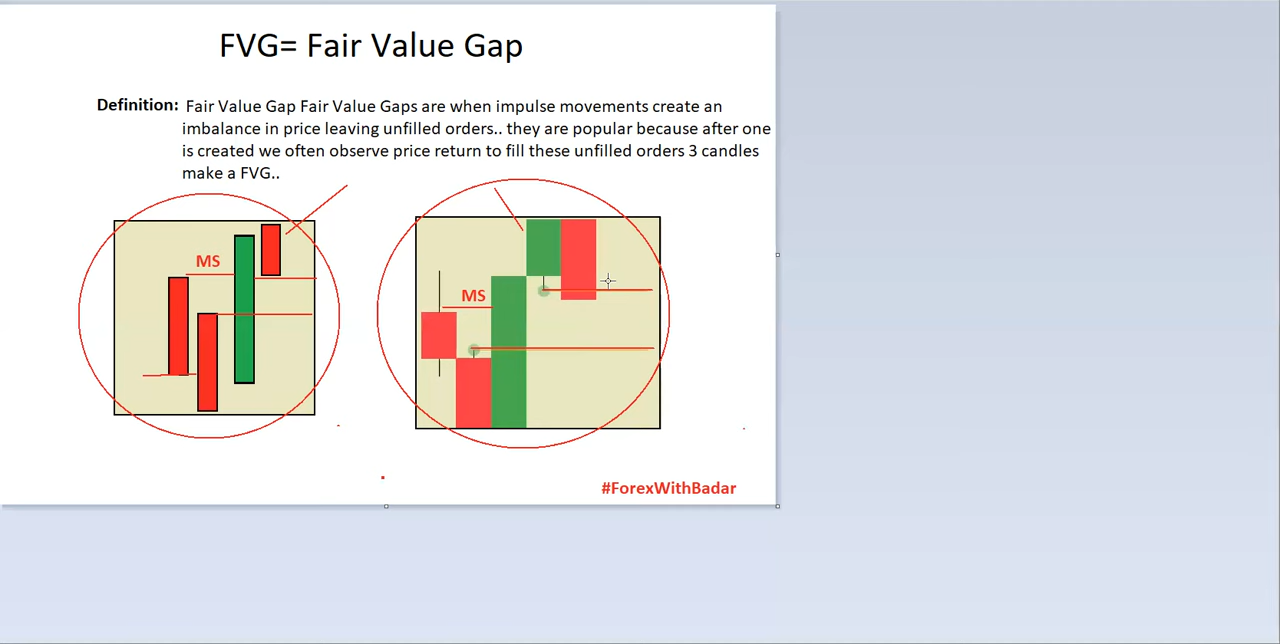 FVG= Fair Value Gap
Definition: Fair Value Gap Fair Value Gaps are when impulse movements create an
imbalance in price leaving unfilled orders.. they are popular because after one
is created we often observe price return to fill these unfilled orders 3 candles
make a FVG..
MS
MS
#ForexWithBadar